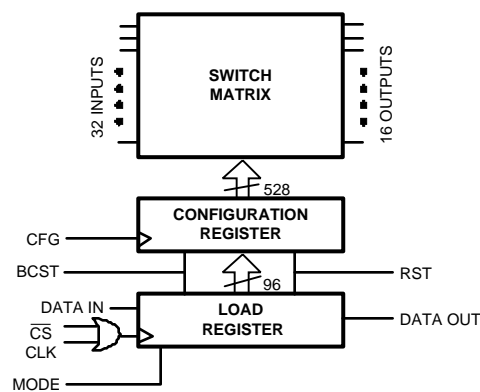 32 INPUTS
SWITCH
MATRIX
16 OUTPUTS
528
CONFIGURATION
REGISTER
CFG
BCST
96
RST
DATA IN
LOAD
REGISTER
DATA OUT
CS
CLK
MODE